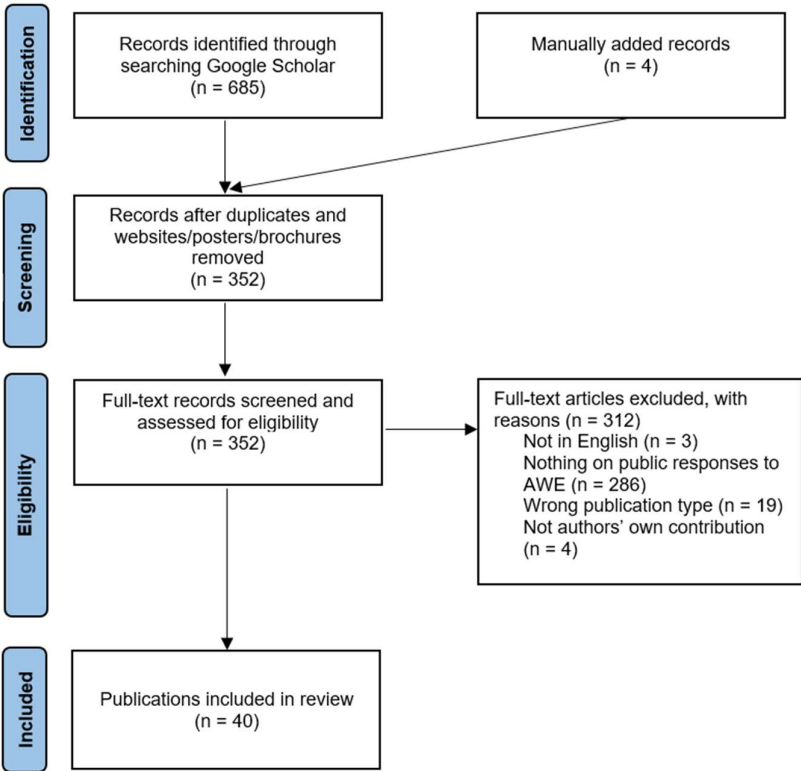 Identification
Records identified through
searching Google Scholar
(n = 685)
Manually added records
(n = 4)
Screening
Records after duplicates and
websites/posters/brochures
removed
(n = 352)
Eligibility
Full-text records screened and
assessed for eligibility
(n = 352)
Full-text articles excluded, with
reasons (n = 312)
Not in English (n = 3)
Nothing on public responses to
AWE (n = 286)
Wrong publication type (n = 19)
Not authors’ own contribution
(n = 4)
Included
Publications included in review
(n = 40)